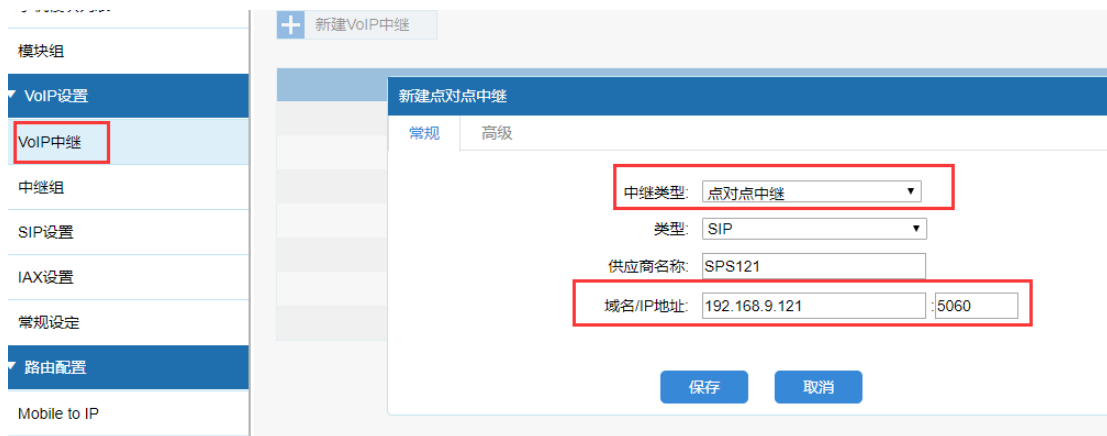 新建VoIP中继
模块组
VoIP设置
VoIP中继
中继组
SIP设置
IAX设置
常规设定
路由配置
Mobile to IP
新建点对点中继
常规 高级
中继类型: 点对点中继
类型: SIP
供应商名称: SPS121
域名/IP地址: 192.168.9.121 :5060
保存 取消